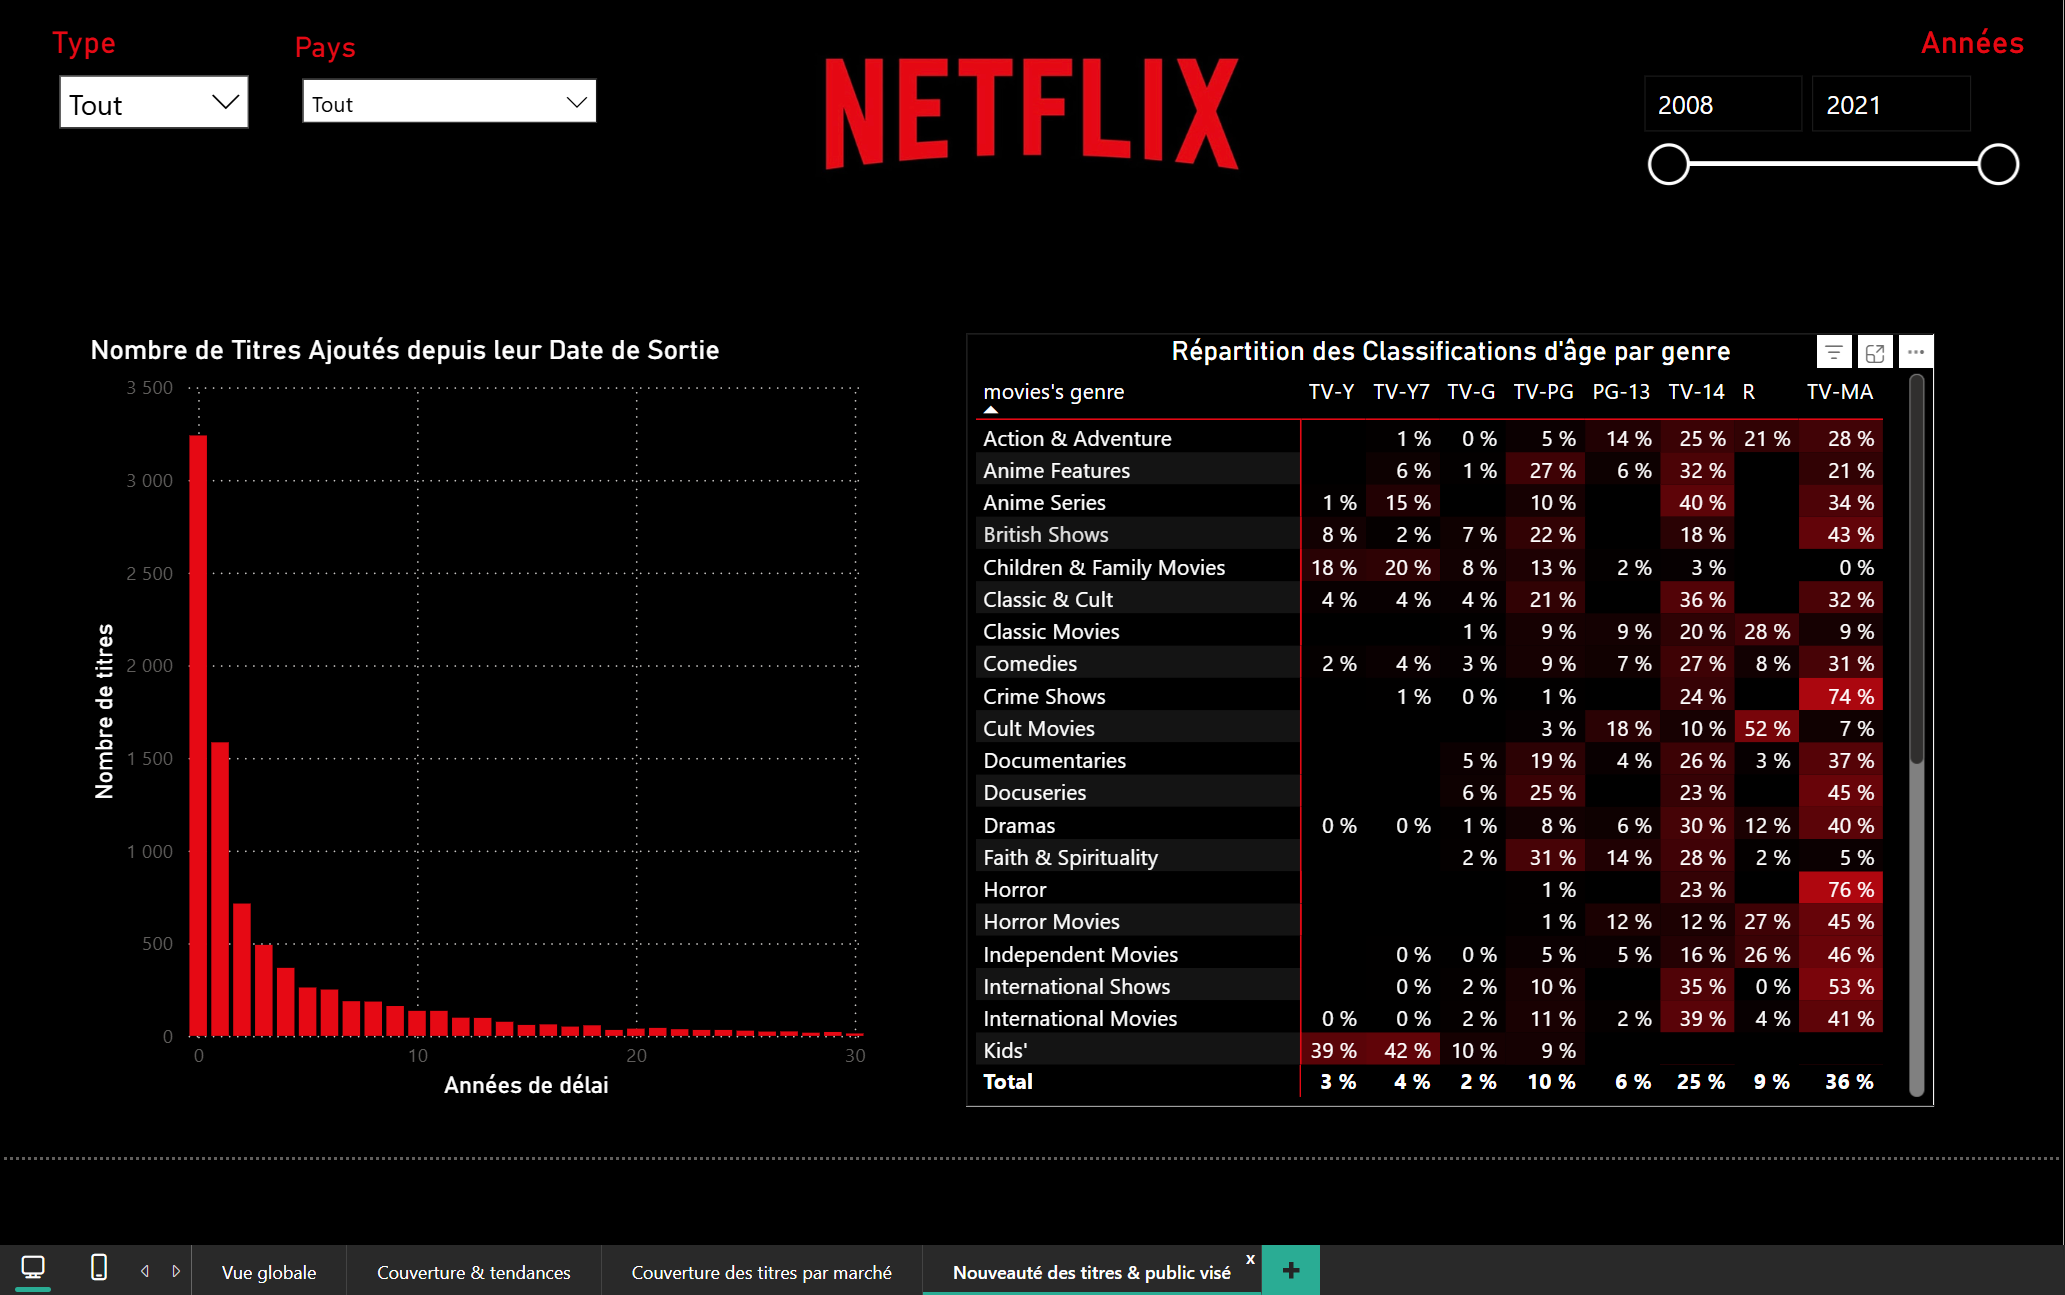 Type
Pays
NETFLIX
Années
Tout
Tout
2008
2021
Nombre de Titres Ajoutés depuis leur Date de Sortie
3 500
3 000
2 500
2 000
1 500
1 000
500
0
Nombre de titres
0 10 20 30
Années de délai
Répartition des Classifications d'âge par genre
movies's genre TV-Y TV-Y7 TV-G TV-PG PG-13 TV-14 R TV-MA
Action & Adventure 1 % 0 % 5 % 14 % 25 % 21 % 28 %
Anime Features 6 % 1 % 27 % 6 % 32 % 21 %
Anime Series 1 % 15 % 10 % 40 % 34 %
British Shows 8 % 2 % 7 % 22 % 18 % 43 %
Children & Family Movies 18 % 20 % 8 % 13 % 2 % 3 % 0 %
Classic & Cult 4 % 4 % 4 % 21 % 36 % 32 %
Classic Movies 1 % 9 % 9 % 20 % 28 % 9 %
Comedies 2 % 4 % 3 % 9 % 7 % 27 % 8 % 31 %
Crime Shows 1 % 0 % 1 % 24 % 74 %
Cult Movies 3 % 18 % 10 % 52 % 7 %
Documentaries 5 % 19 % 4 % 26 % 3 % 37 %
Docuseries 6 % 25 % 23 % 45 %
Dramas 0 % 0 % 1 % 8 % 6 % 30 % 12 % 40 %
Faith & Spirituality 2 % 31 % 14 % 28 % 2 % 5 %
Horror 1 % 23 % 76 %
Horror Movies 1 % 12 % 12 % 27 % 45 %
Independent Movies 0 % 0 % 5 % 5 % 16 % 26 % 46 %
International Shows 0 % 2 % 10 % 35 % 0 % 53 %
International Movies 0 % 0 % 2 % 11 % 2 % 39 % 4 % 41 %
Kids' 39 % 42 % 10 % 9 %
Total 3 % 4 % 2 % 10 % 6 % 25 % 9 % 36 %
Vue globale
Couverture & tendances
Couverture des titres par marché
Nouveauté des titres & public visé
x
+